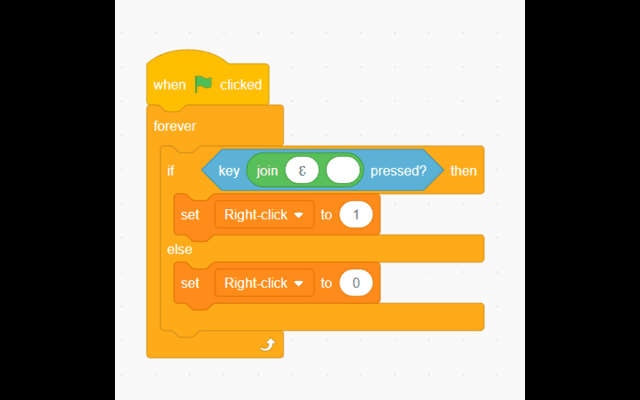 when clicked
forever
if key join ٤ pressed? then
set Right-click to 1
else
set Right-click to 0